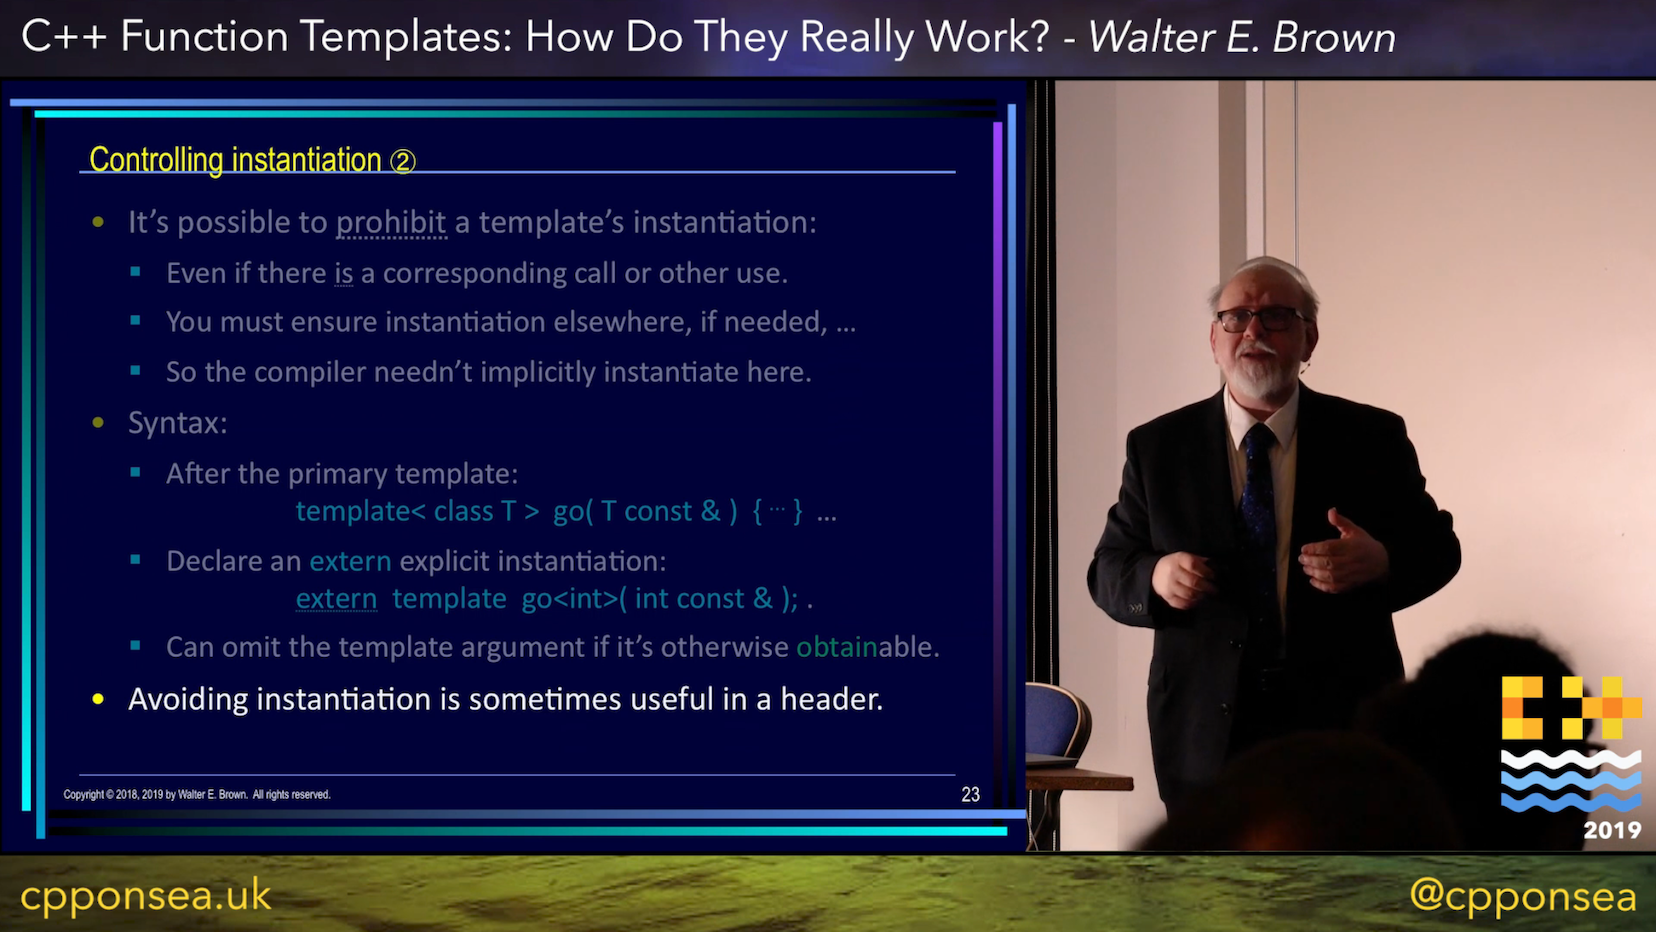 C++ Function Templates: How Do They Really Work? - Walter E. Brown
Controlling instantiation ②
• It’s possible to prohibit a template’s instantiation:
▪ Even if there is a corresponding call or other use.
▪ You must ensure instantiation elsewhere, if needed, ...
▪ So the compiler needn’t implicitly instantiate here.
• Syntax:
▪ After the primary template:
template< class T > go( T const & ) { ··· } ...
▪ Declare an extern explicit instantiation:
extern template go<int>( int const & ); .
▪ Can omit the template argument if it’s otherwise obtainable.
• Avoiding instantiation is sometimes useful in a header.
Copyright © 2018, 2019 by Walter E. Brown. All rights reserved.
23
C++
2019
cpponsea.uk
@cpponsea